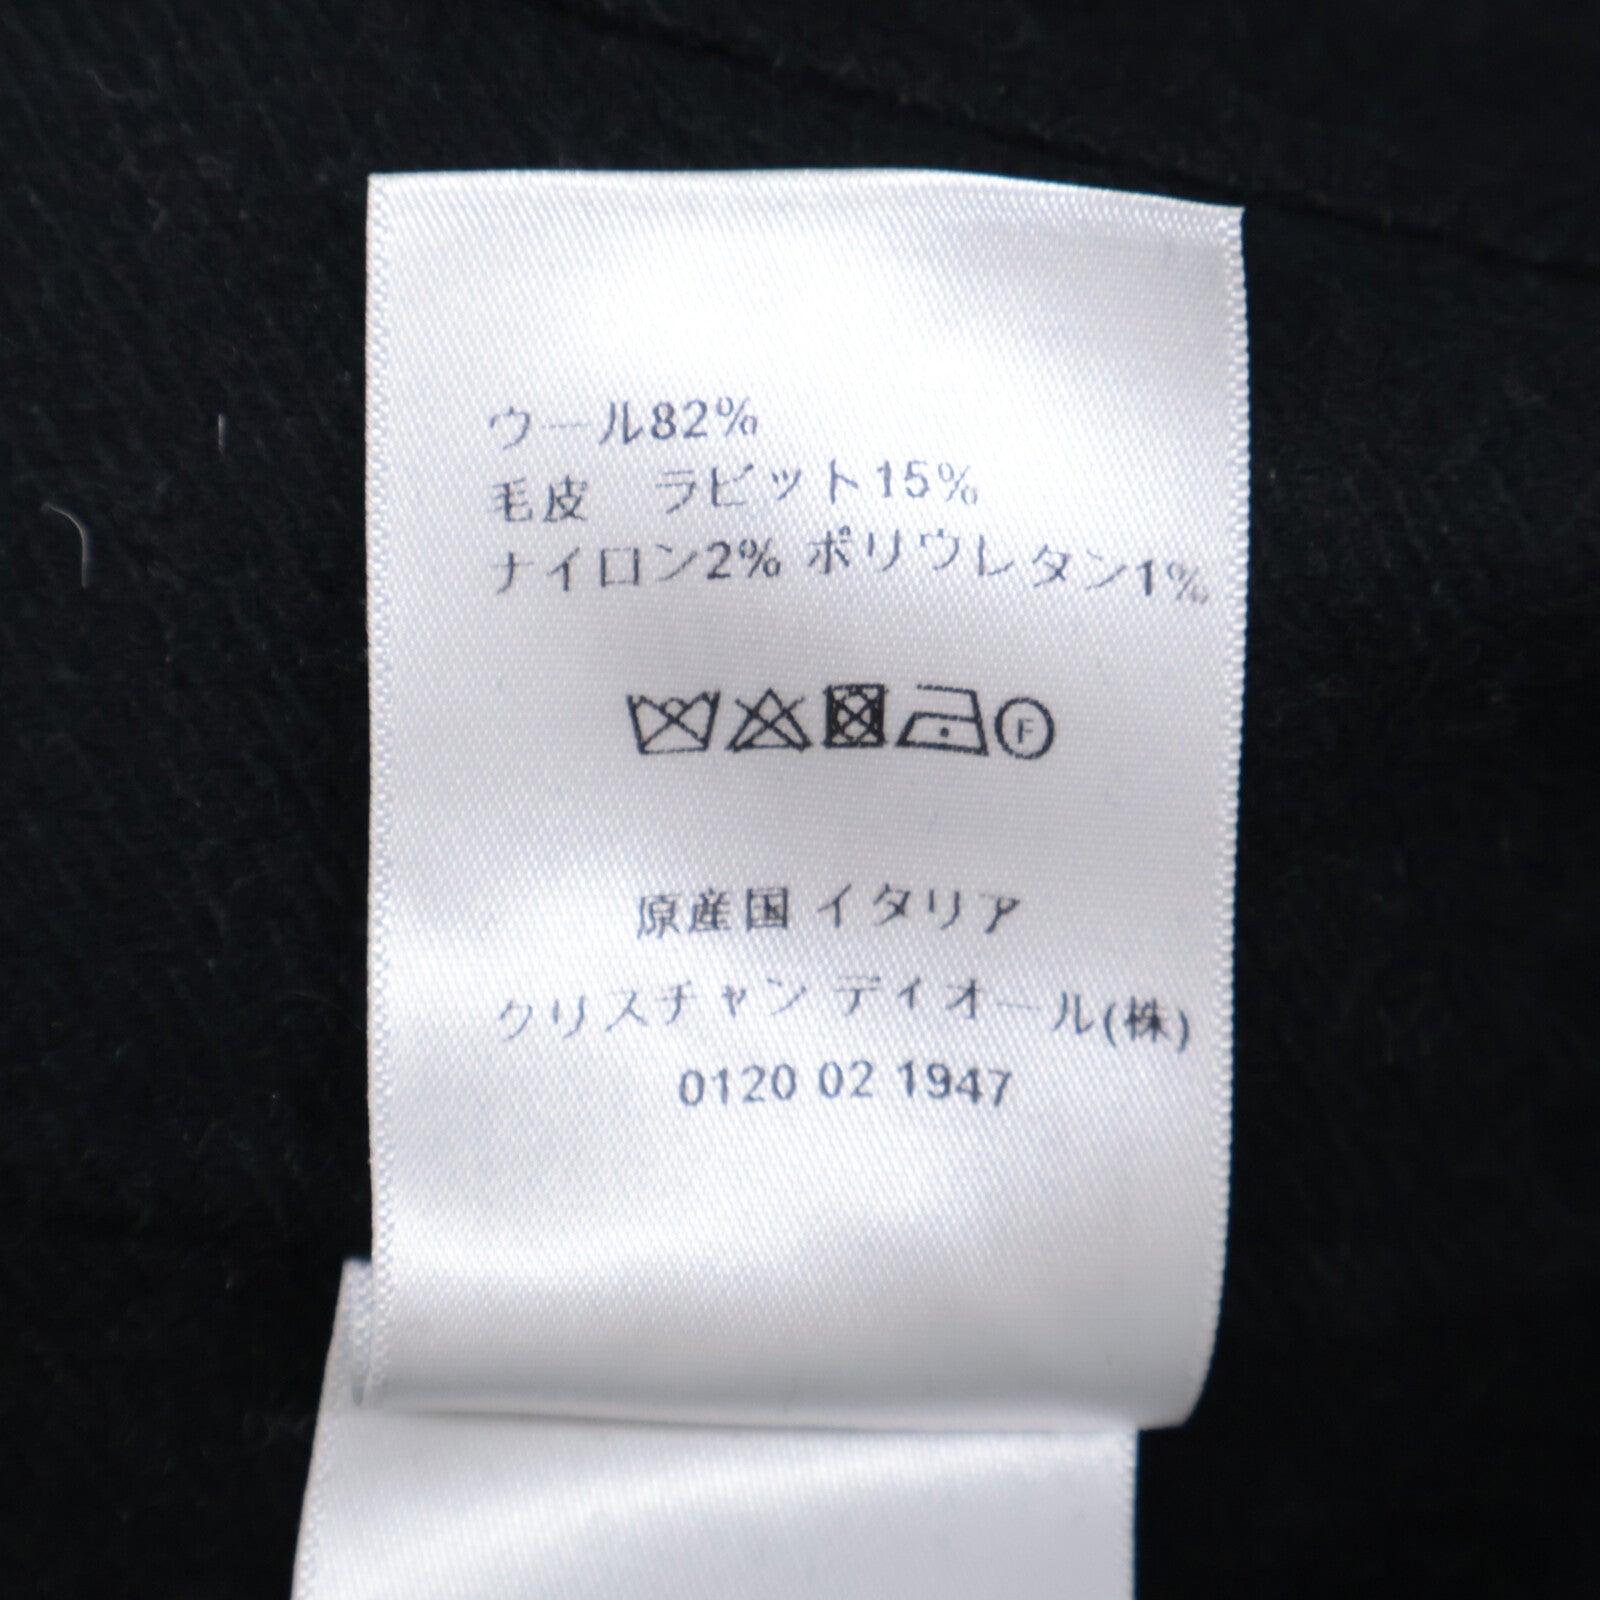 ウール82%
毛皮　ラビット15%
ナイロン2% ポリウレタン1%
F
原産国 イタリア
クリスチャン ディオール(株)
0120 02 1947